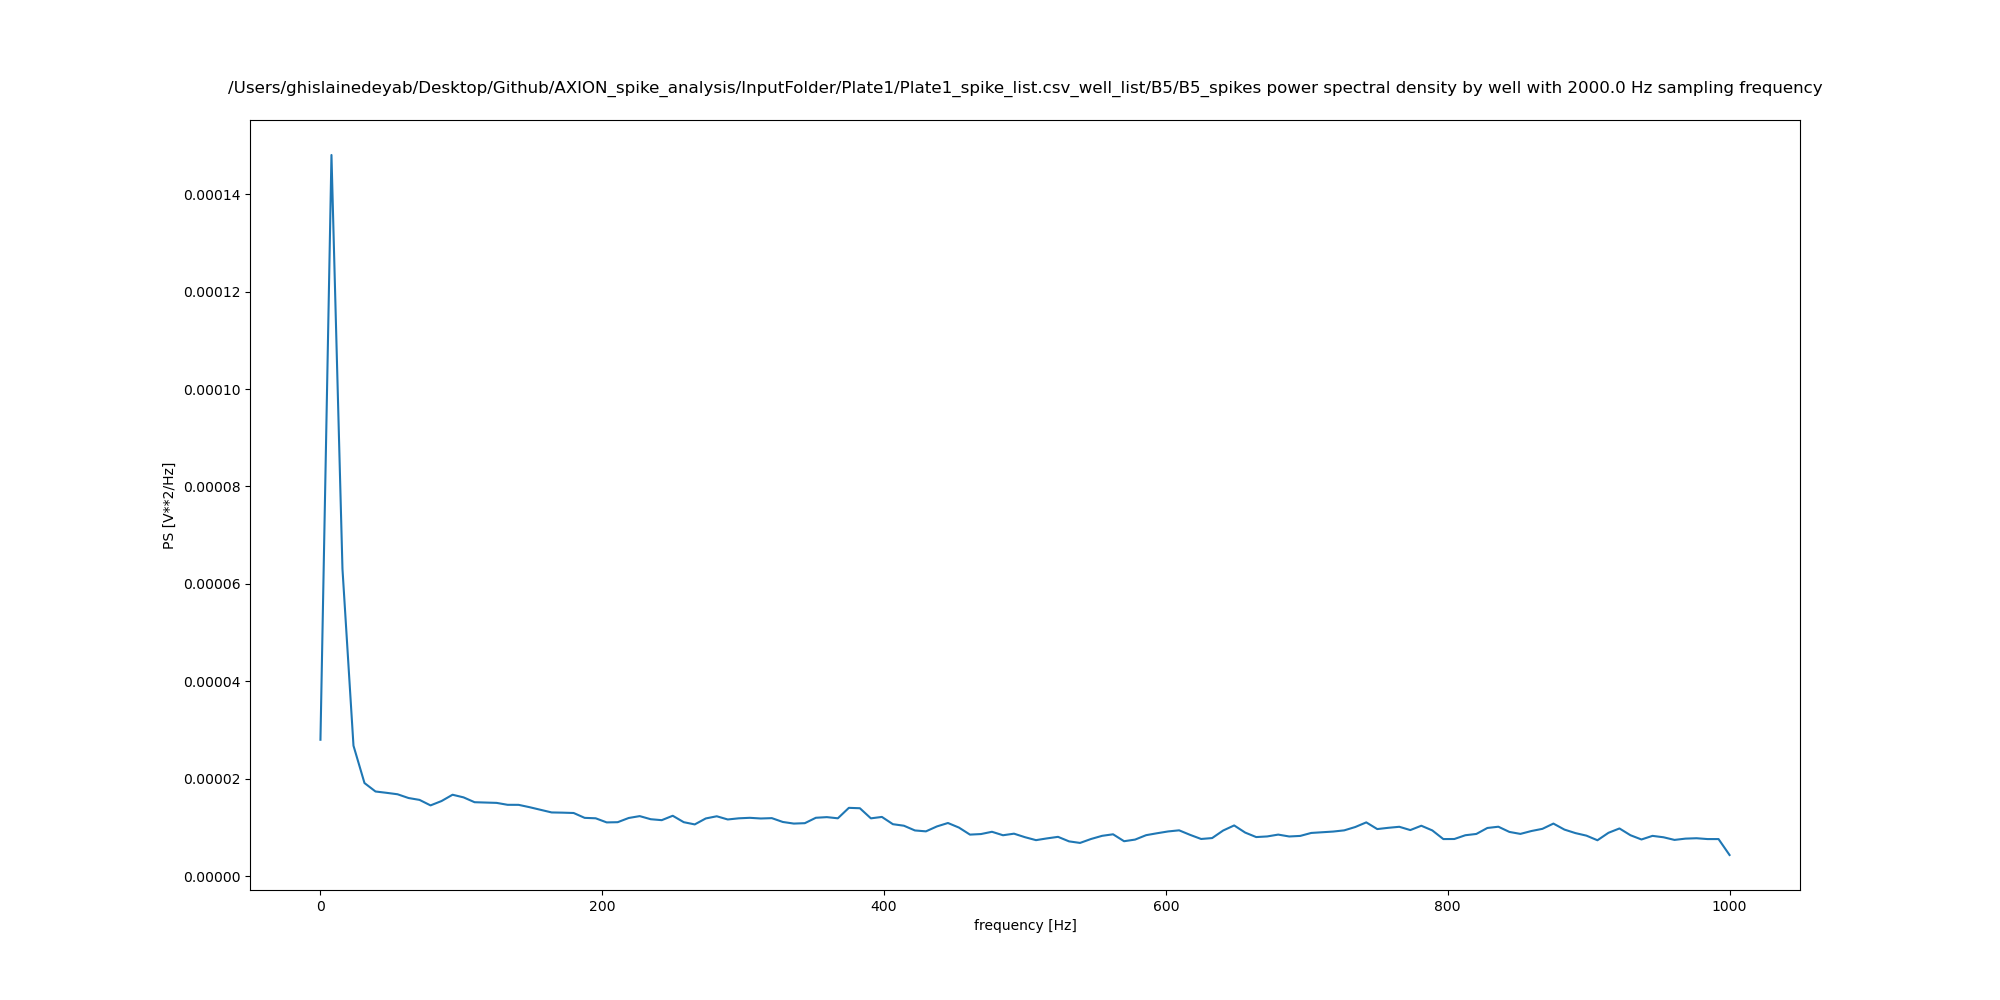 /Users/ghislainedeyab/Desktop/Github/AXION_spike_analysis/InputFolder/Plate1/Plate1_spike_list.csv_well_list/B5/B5_spikes power spectral density by well with 2000.0 Hz sampling frequency
0.00014
0.00012
0.00010
0.00008
0.00006
0.00004
0.00002
0.00000
PS [V**2/Hz]
0 200 400 600 800 1000
frequency [Hz]